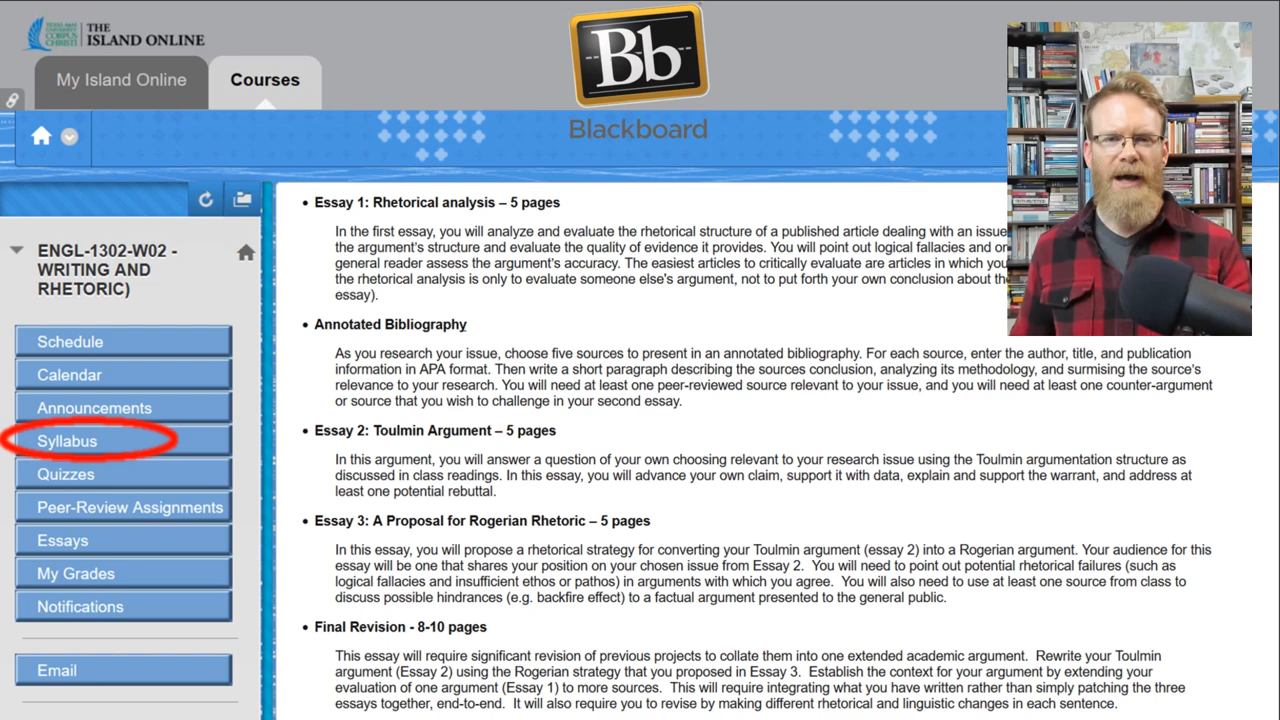 TEXAS A&M
UNIVERSITY
CORPUS
CHRISTI
THE
ISLAND ONLINE
My Island Online
Courses
Bb
Blackboard
ENGL-1302-W02 -
WRITING AND
RHETORIC)
Schedule
Calendar
Announcements
Syllabus
Quizzes
Peer-Review Assignments
Essays
My Grades
Notifications
Email
• Essay 1: Rhetorical analysis – 5 pages
In the first essay, you will analyze and evaluate the rhetorical structure of a published article dealing with an issue
the argument's structure and evaluate the quality of evidence it provides. You will point out logical fallacies and or
general reader assess the argument's accuracy. The easiest articles to critically evaluate are articles in which you
the rhetorical analysis is only to evaluate someone else's argument, not to put forth your own conclusion about the
essay).
• Annotated Bibliography
As you research your issue, choose five sources to present in an annotated bibliography. For each source, enter the author, title, and publication
information in APA format. Then write a short paragraph describing the sources conclusion, analyzing its methodology, and surmising the source's
relevance to your research. You will need at least one peer-reviewed source relevant to your issue, and you will need at least one counter-argument
or source that you wish to challenge in your second essay.
• Essay 2: Toulmin Argument – 5 pages
In this argument, you will answer a question of your own choosing relevant to your research issue using the Toulmin argumentation structure as
discussed in class readings. In this essay, you will advance your own claim, support it with data, explain and support the warrant, and address at
least one potential rebuttal.
• Essay 3: A Proposal for Rogerian Rhetoric – 5 pages
In this essay, you will propose a rhetorical strategy for converting your Toulmin argument (essay 2) into a Rogerian argument. Your audience for this
essay will be one that shares your position on your chosen issue from Essay 2. You will need to point out potential rhetorical failures (such as
logical fallacies and insufficient ethos or pathos) in arguments with which you agree. You will also need to use at least one source from class to
discuss possible hindrances (e.g. backfire effect) to a factual argument presented to the general public.
• Final Revision - 8-10 pages
This essay will require significant revision of previous projects to collate them into one extended academic argument. Rewrite your Toulmin
argument (Essay 2) using the Rogerian strategy that you proposed in Essay 3. Establish the context for your argument by extending your
evaluation of one argument (Essay 1) to more sources. This will require integrating what you have written rather than simply patching the three
essays together, end-to-end. It will also require you to revise by making different rhetorical and linguistic changes in each sentence.